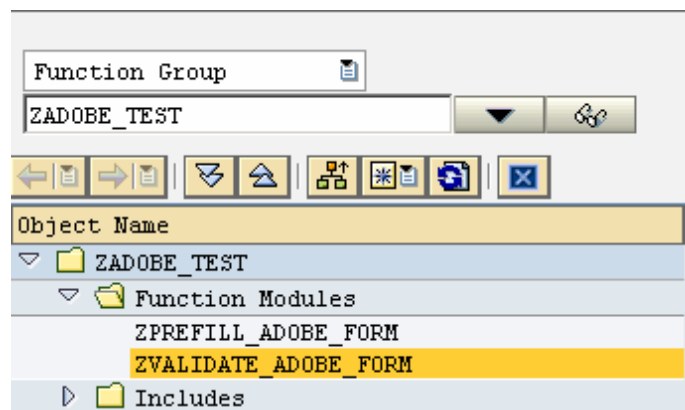 Function Group
ZADOBE_TEST
Object Name
ZADOBE_TEST
Function Modules
ZPREFILL_ADOBE_FORM
ZVALIDATE_ADOBE_FORM
Includes